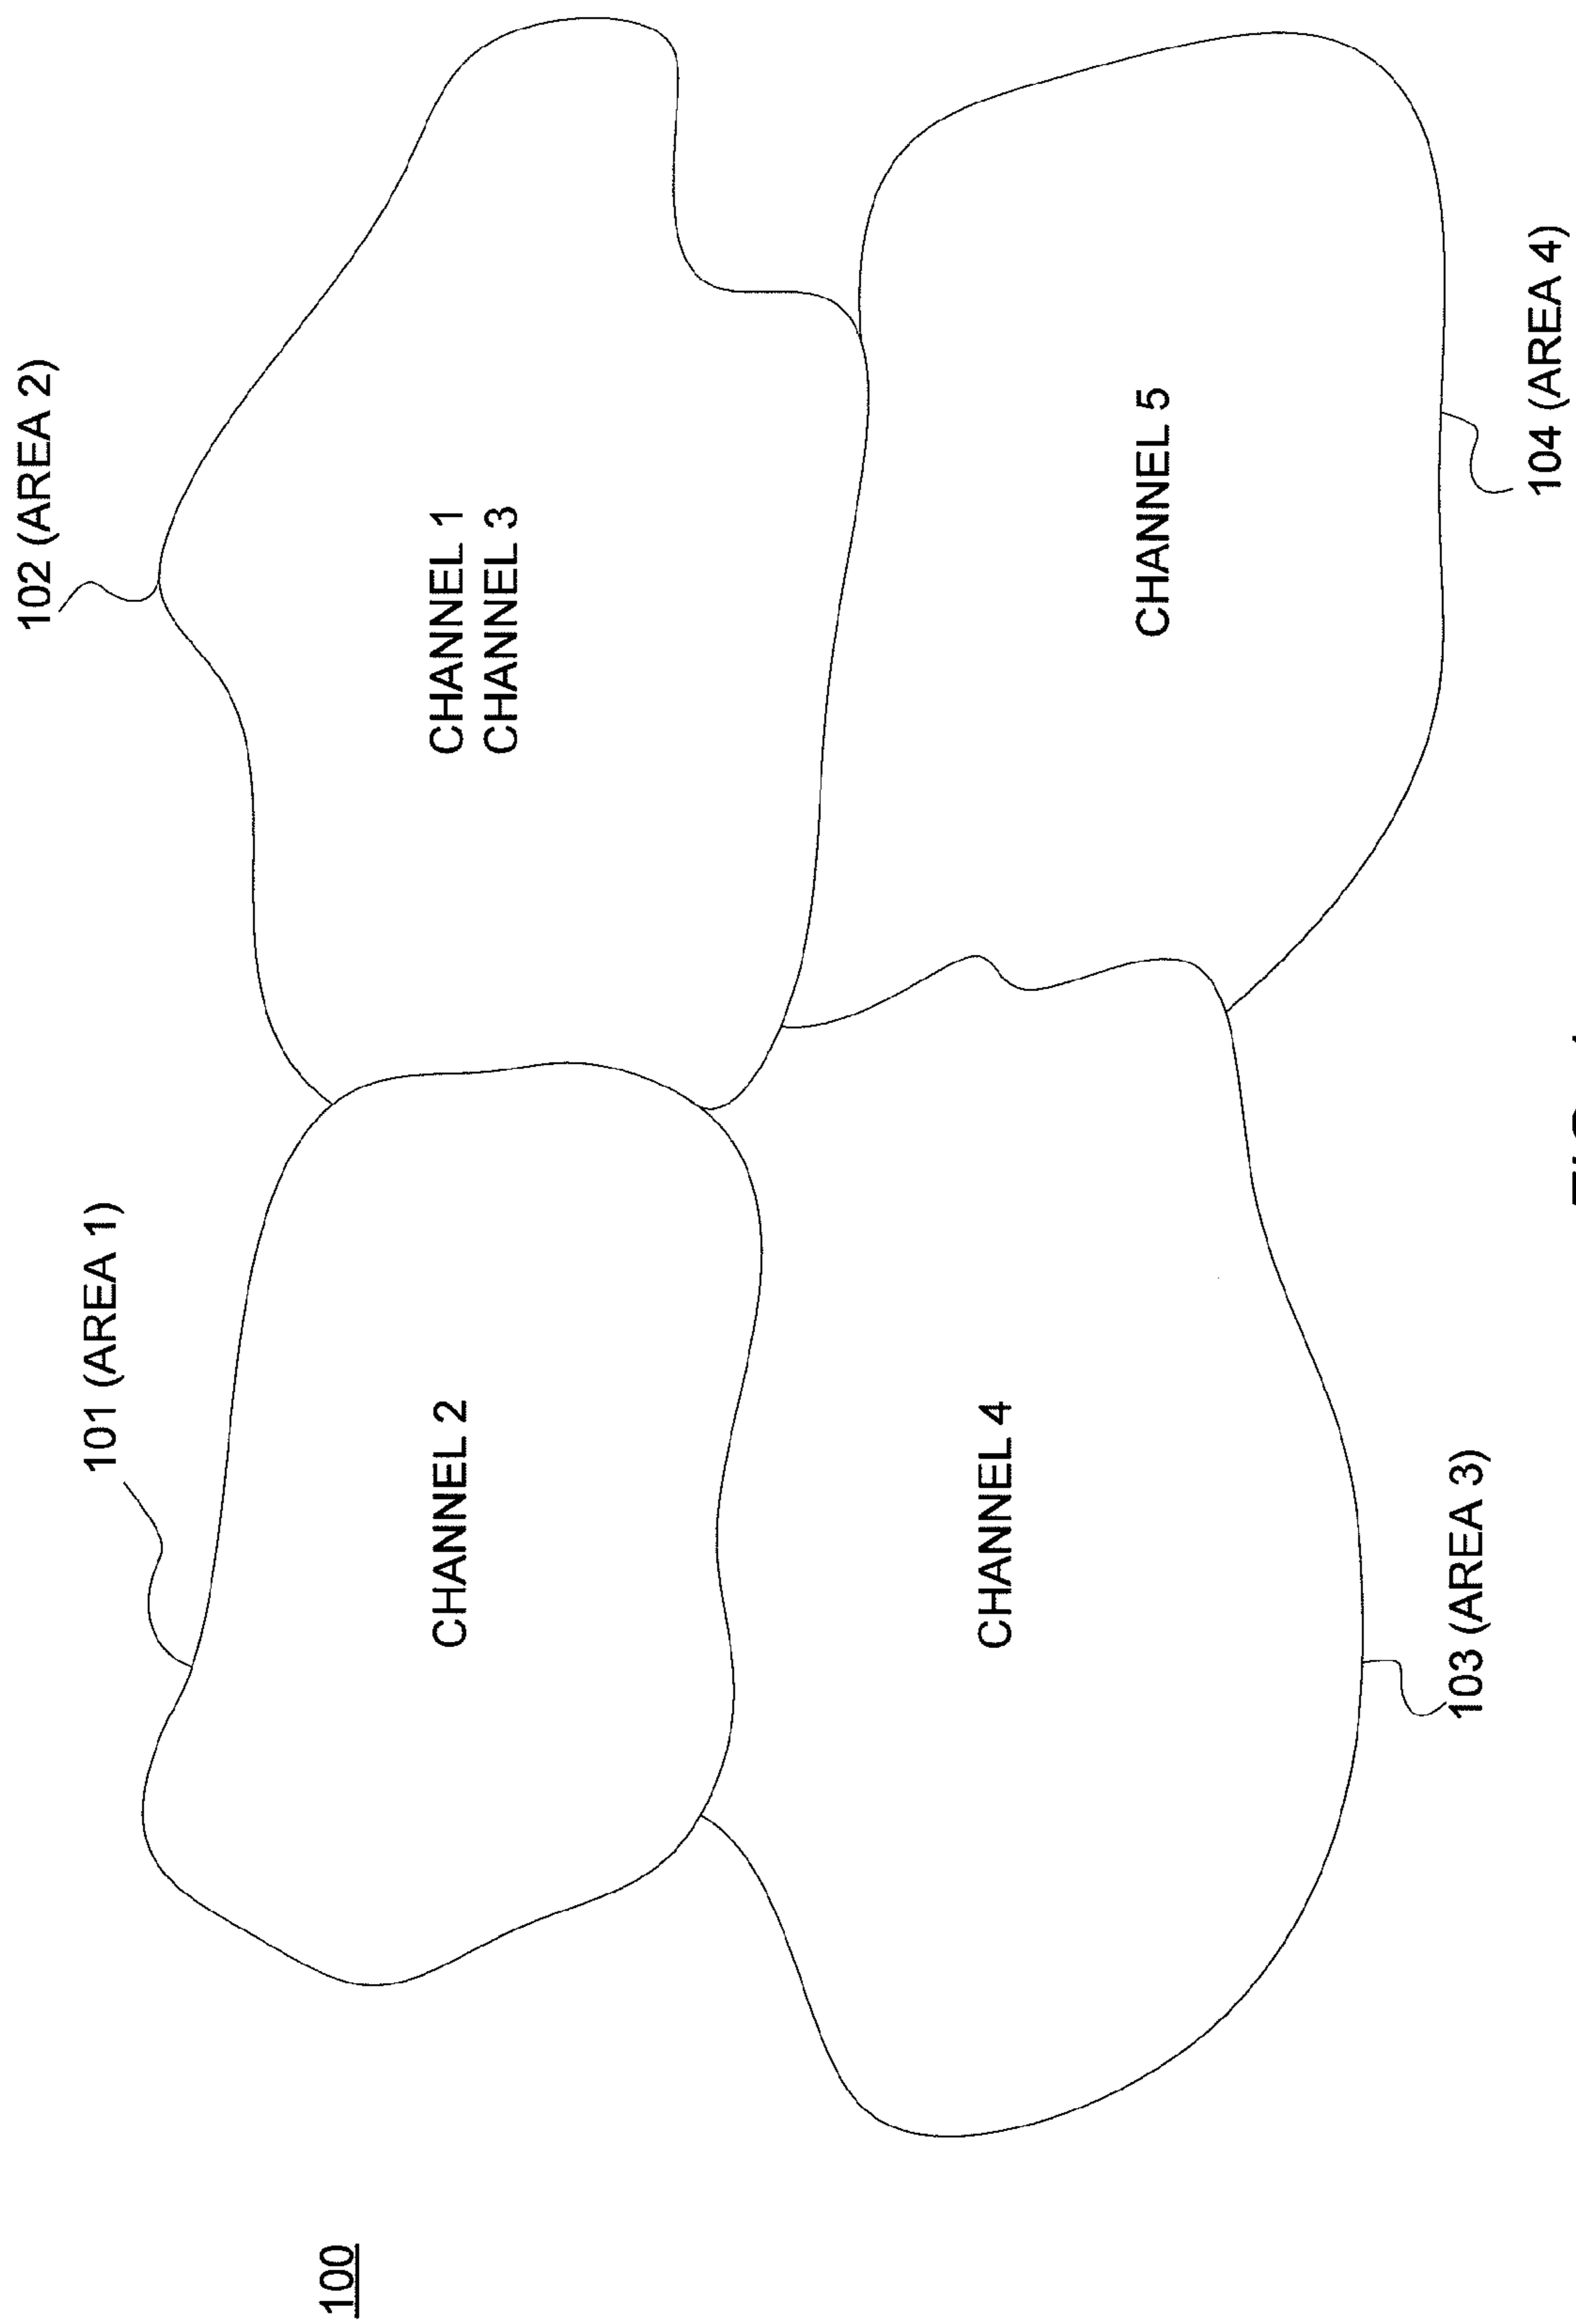 100
101 (AREA 1)
102 (AREA 2)
CHANNEL 2
CHANNEL 1
CHANNEL 3
CHANNEL 4
CHANNEL 5
103 (AREA 3)
104 (AREA 4)